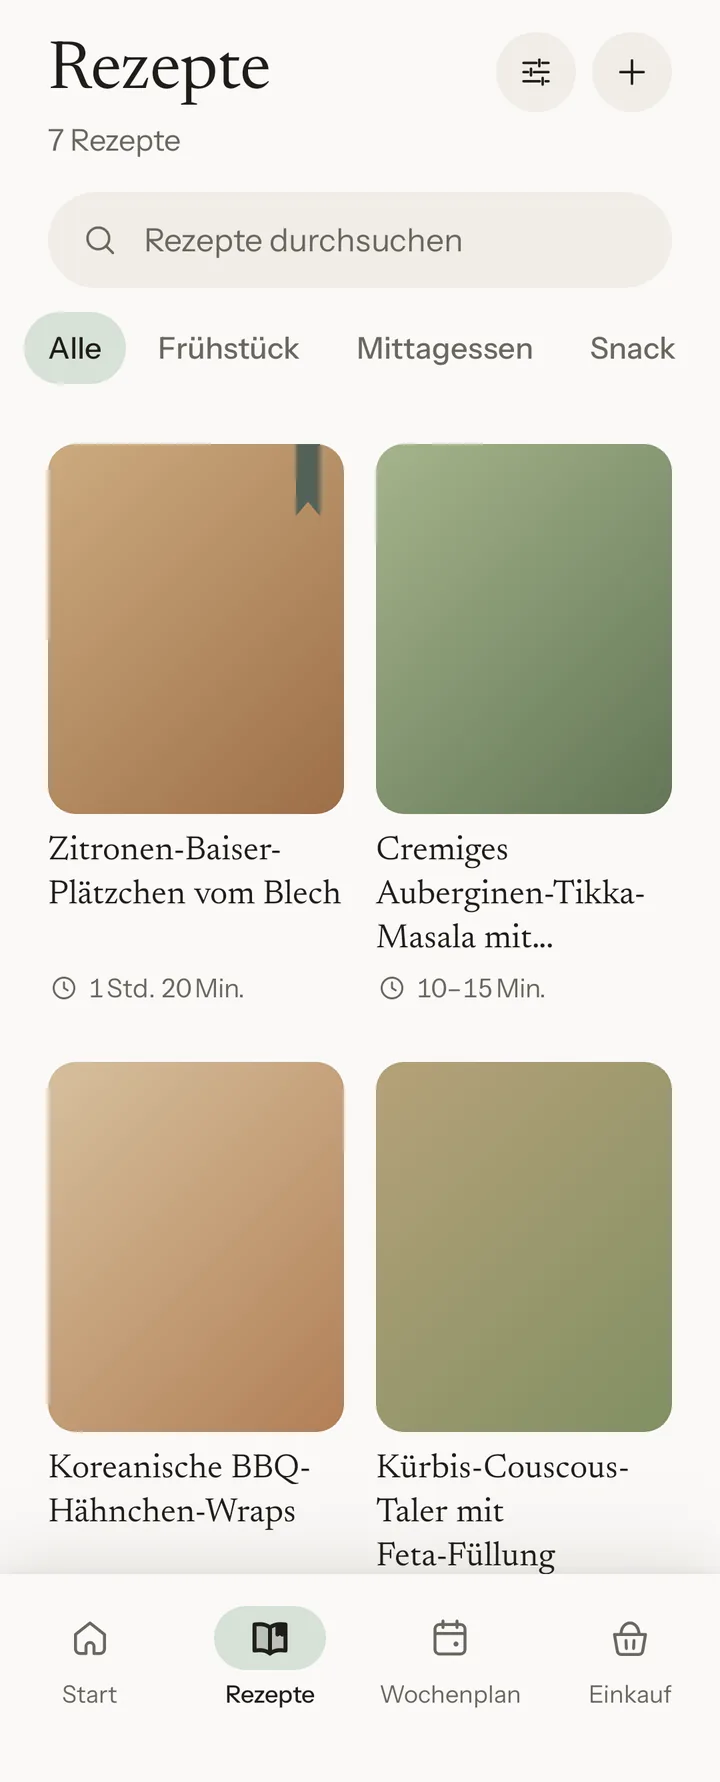 Rezepte
7 Rezepte
Rezepte durchsuchen
Alle Frühstück Mittagessen Snack
Zitronen-Baiser-
Plätzchen vom Blech
1 Std. 20 Min.
Cremiges
Auberginen-Tikka-
Masala mit...
10–15 Min.
Koreanische BBQ-
Hähnchen-Wraps
Kürbis-Couscous-
Taler mit
Feta-Füllung
Start Rezepte Wochenplan Einkauf